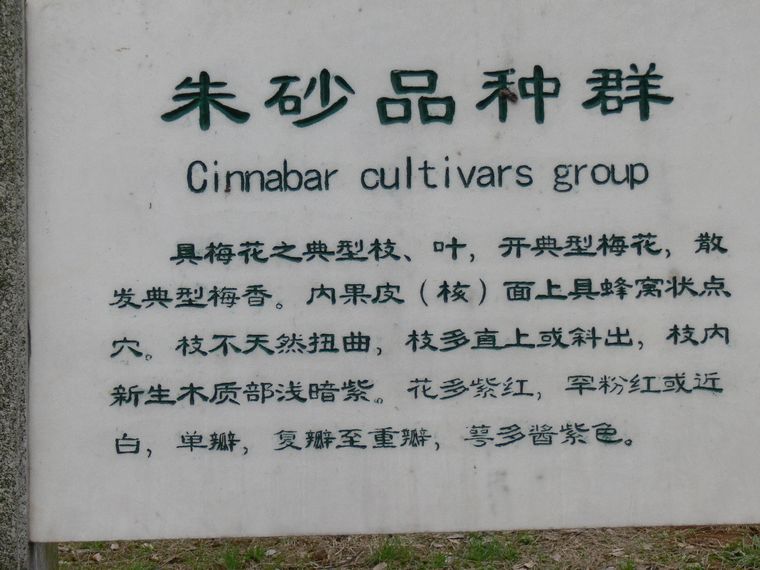 朱砂品种群
Cinnabar cultivars group
具梅花之典型枝、叶，开典型梅花，散
发典型梅香。内果皮（核）面上具蜂窝状点
穴。枝不天然扭曲，枝多直上或斜出，枝内
新生木质部浅暗紫。花多紫红，罕粉红或近
白，单瓣，复瓣至重瓣，萼多酱紫色。